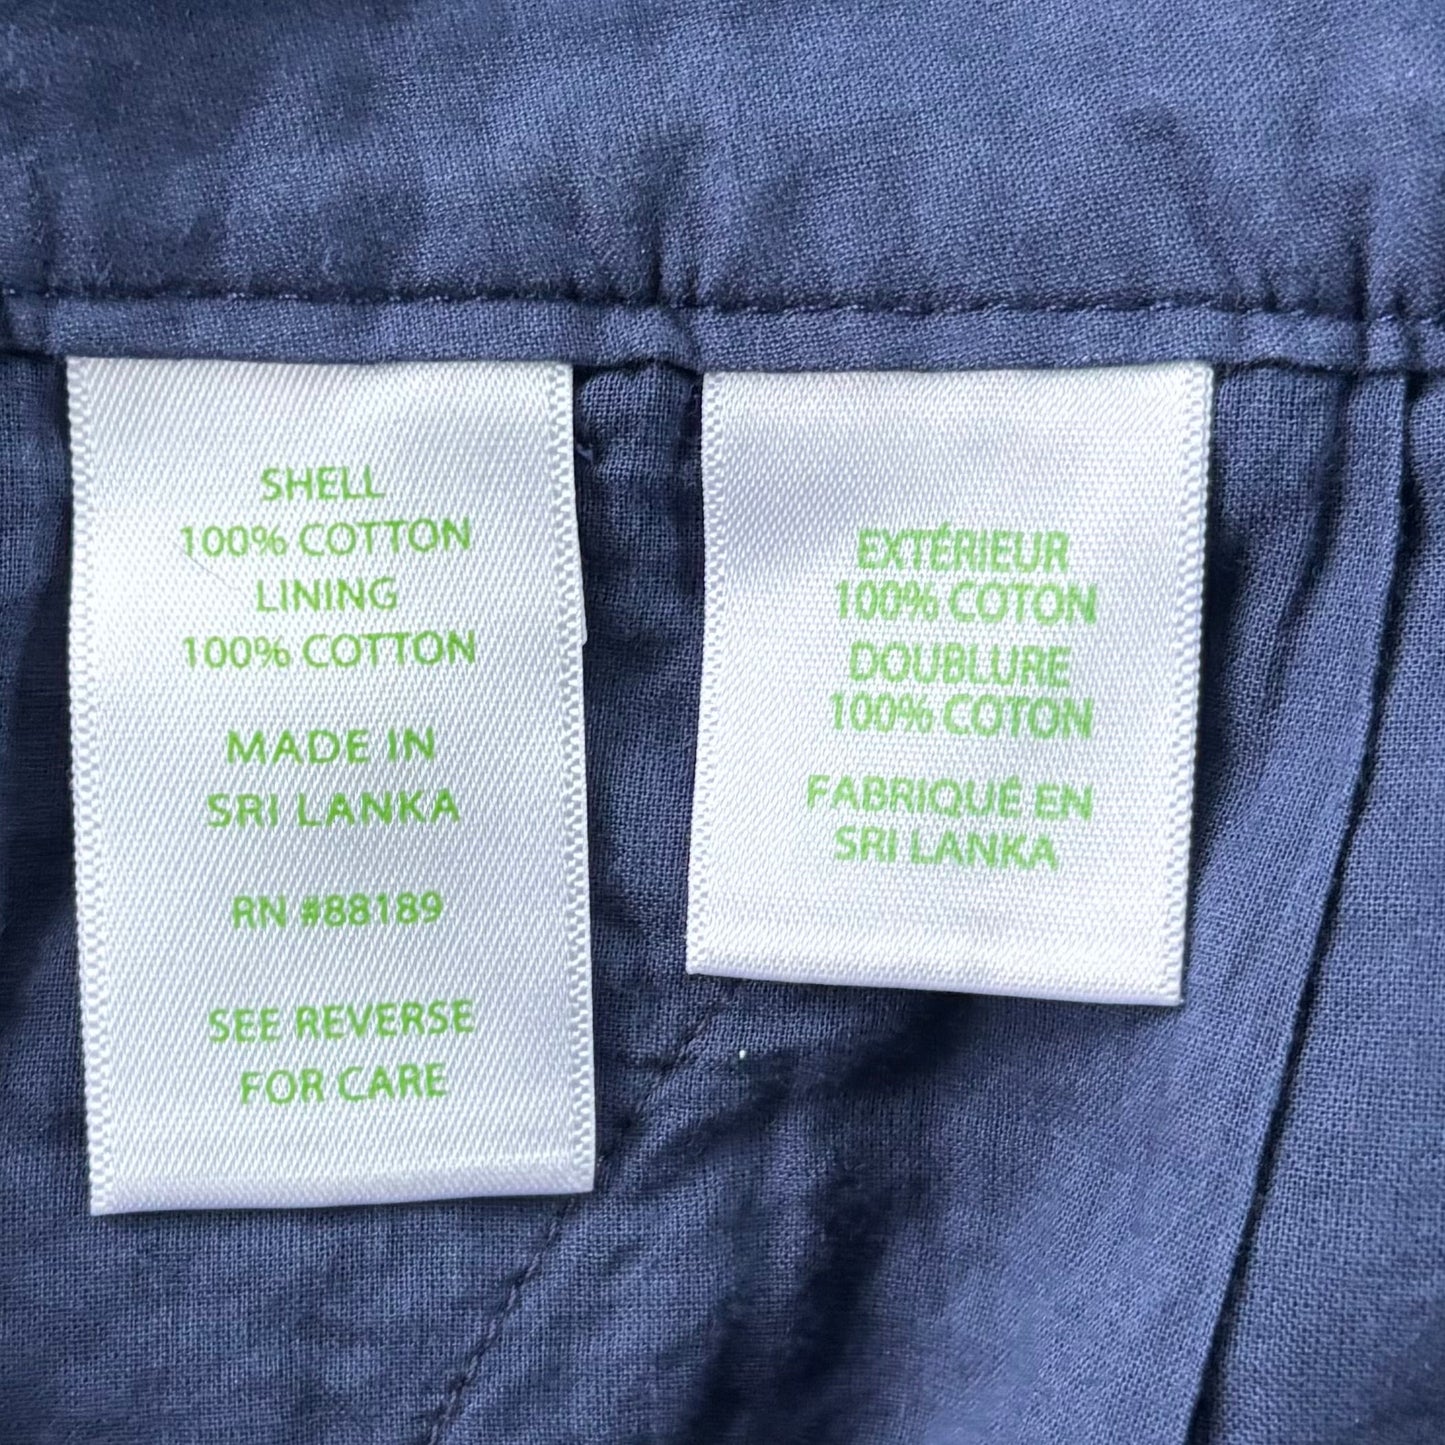 SHELL
100% COTTON
LINING
100% COTTON
MADE IN
SRI LANKA
RN #88189
SEE REVERSE
FOR CARE
EXTÉRIEUR
100% COTON
DOUBLURE
100% COTON
FABRIQUÉ EN
SRI LANKA